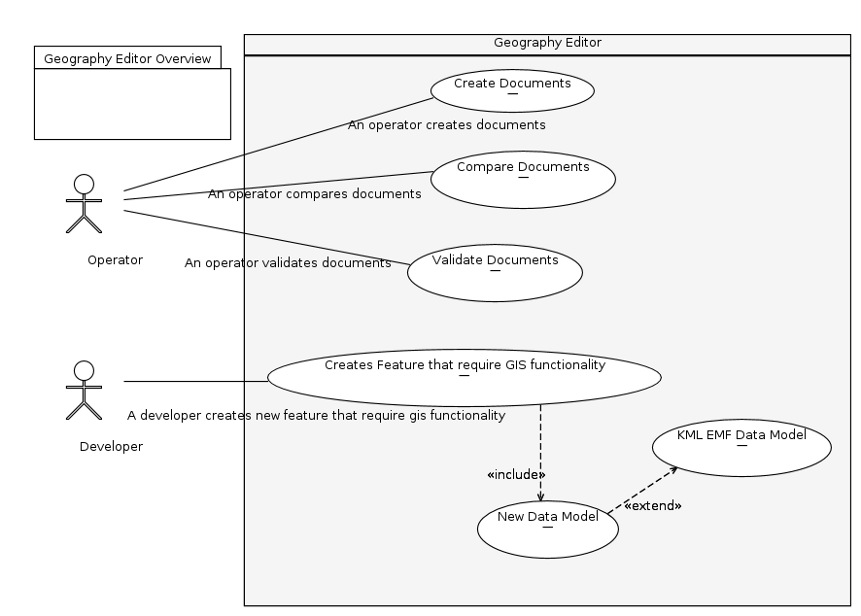 Geography Editor
Geography Editor Overview
Create Documents
An operator creates documents
Compare Documents
An operator compares documents
Operator
Validate Documents
An operator validates documents
Creates Feature that require GIS functionality
A developer creates new feature that require gis functionality
Developer
KML EMF Data Model
«include»
«extend»
New Data Model